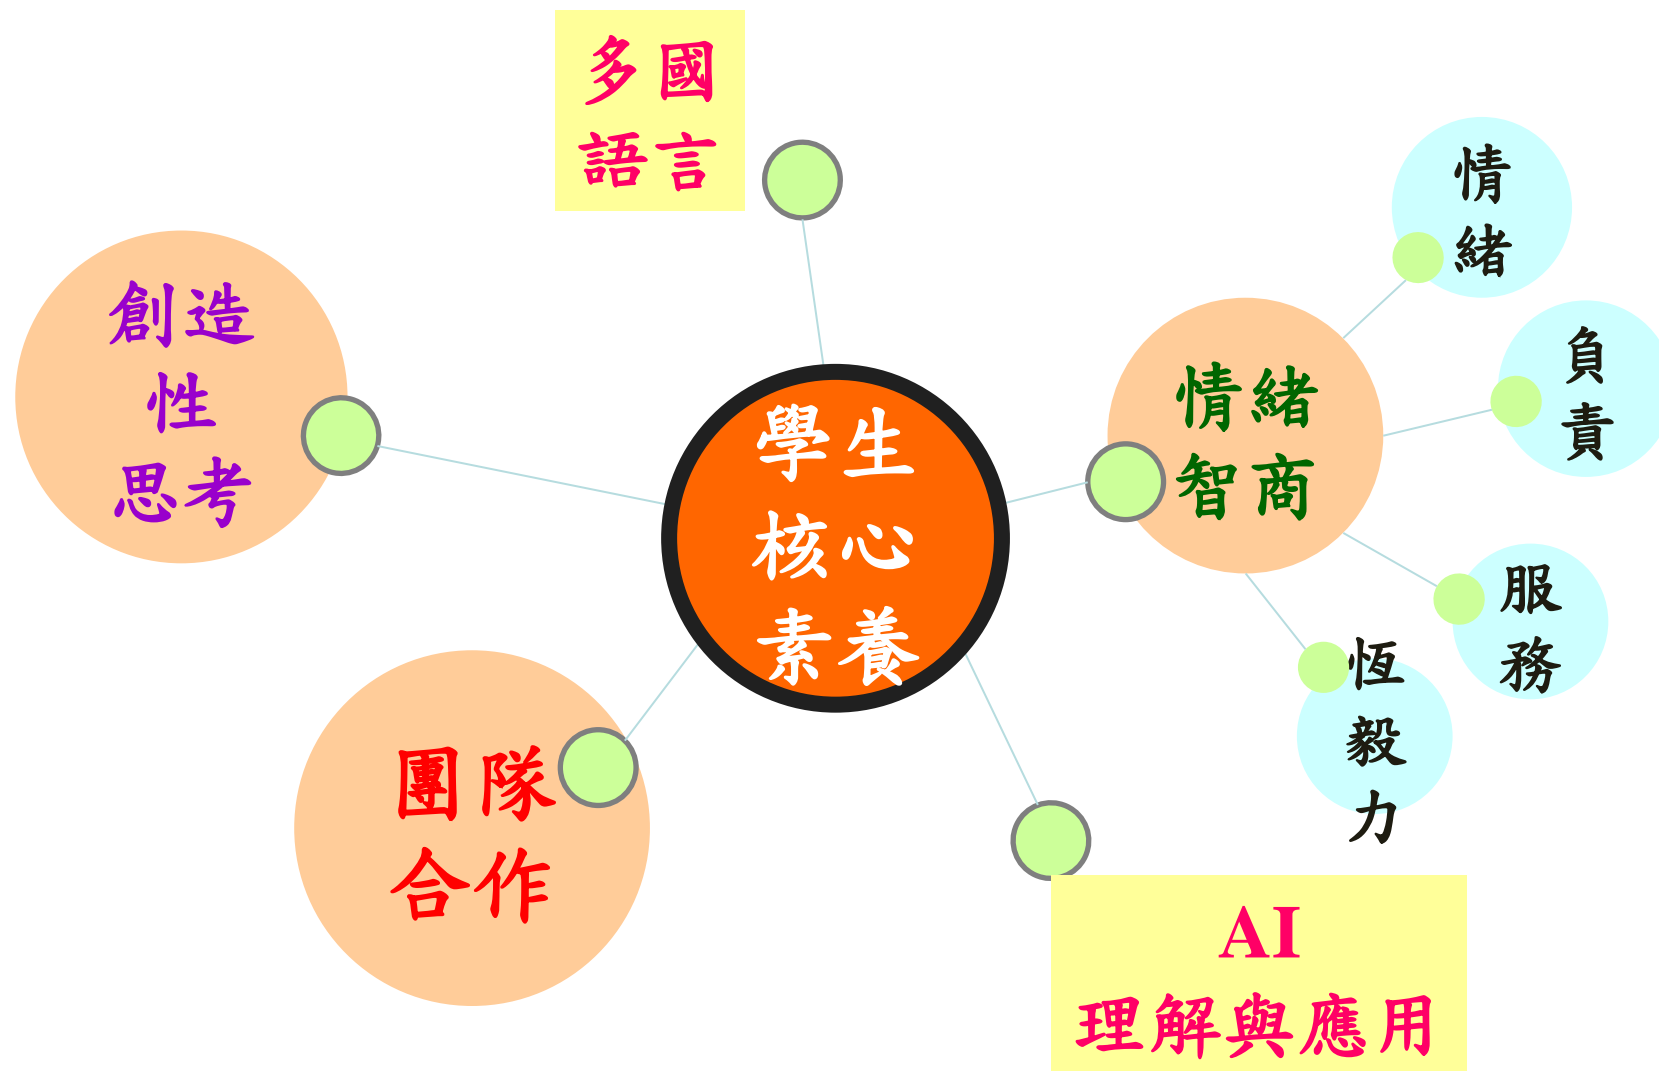 多國
語言
創造
性
思考
學生
核心
素養
情緒
智商
情
緒
負
責
服
務
恆
毅
力
團隊
合作
AI
理解與應用